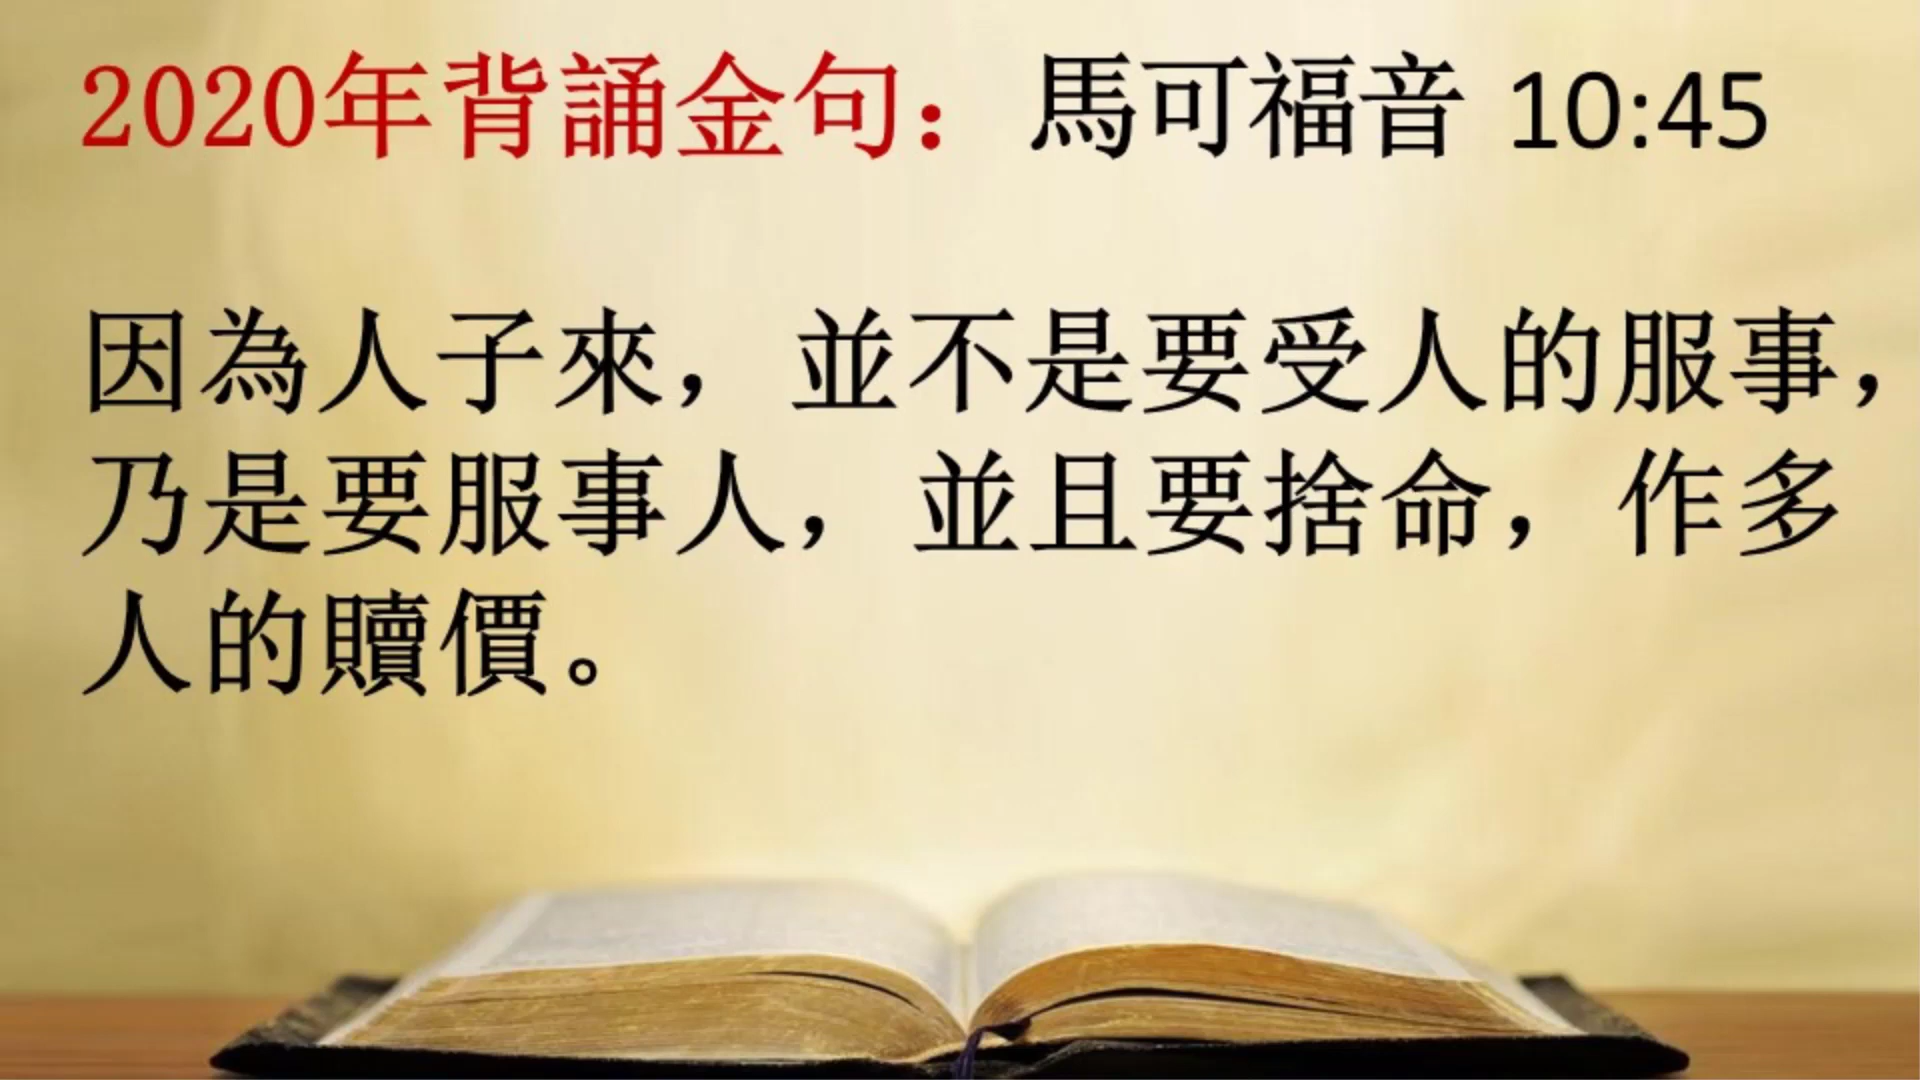 2020年背誦金句：馬可福音 10:45
因為人子來，並不是要受人的服事，
乃是要服事人，並且要捨命，作多
人的贖價。